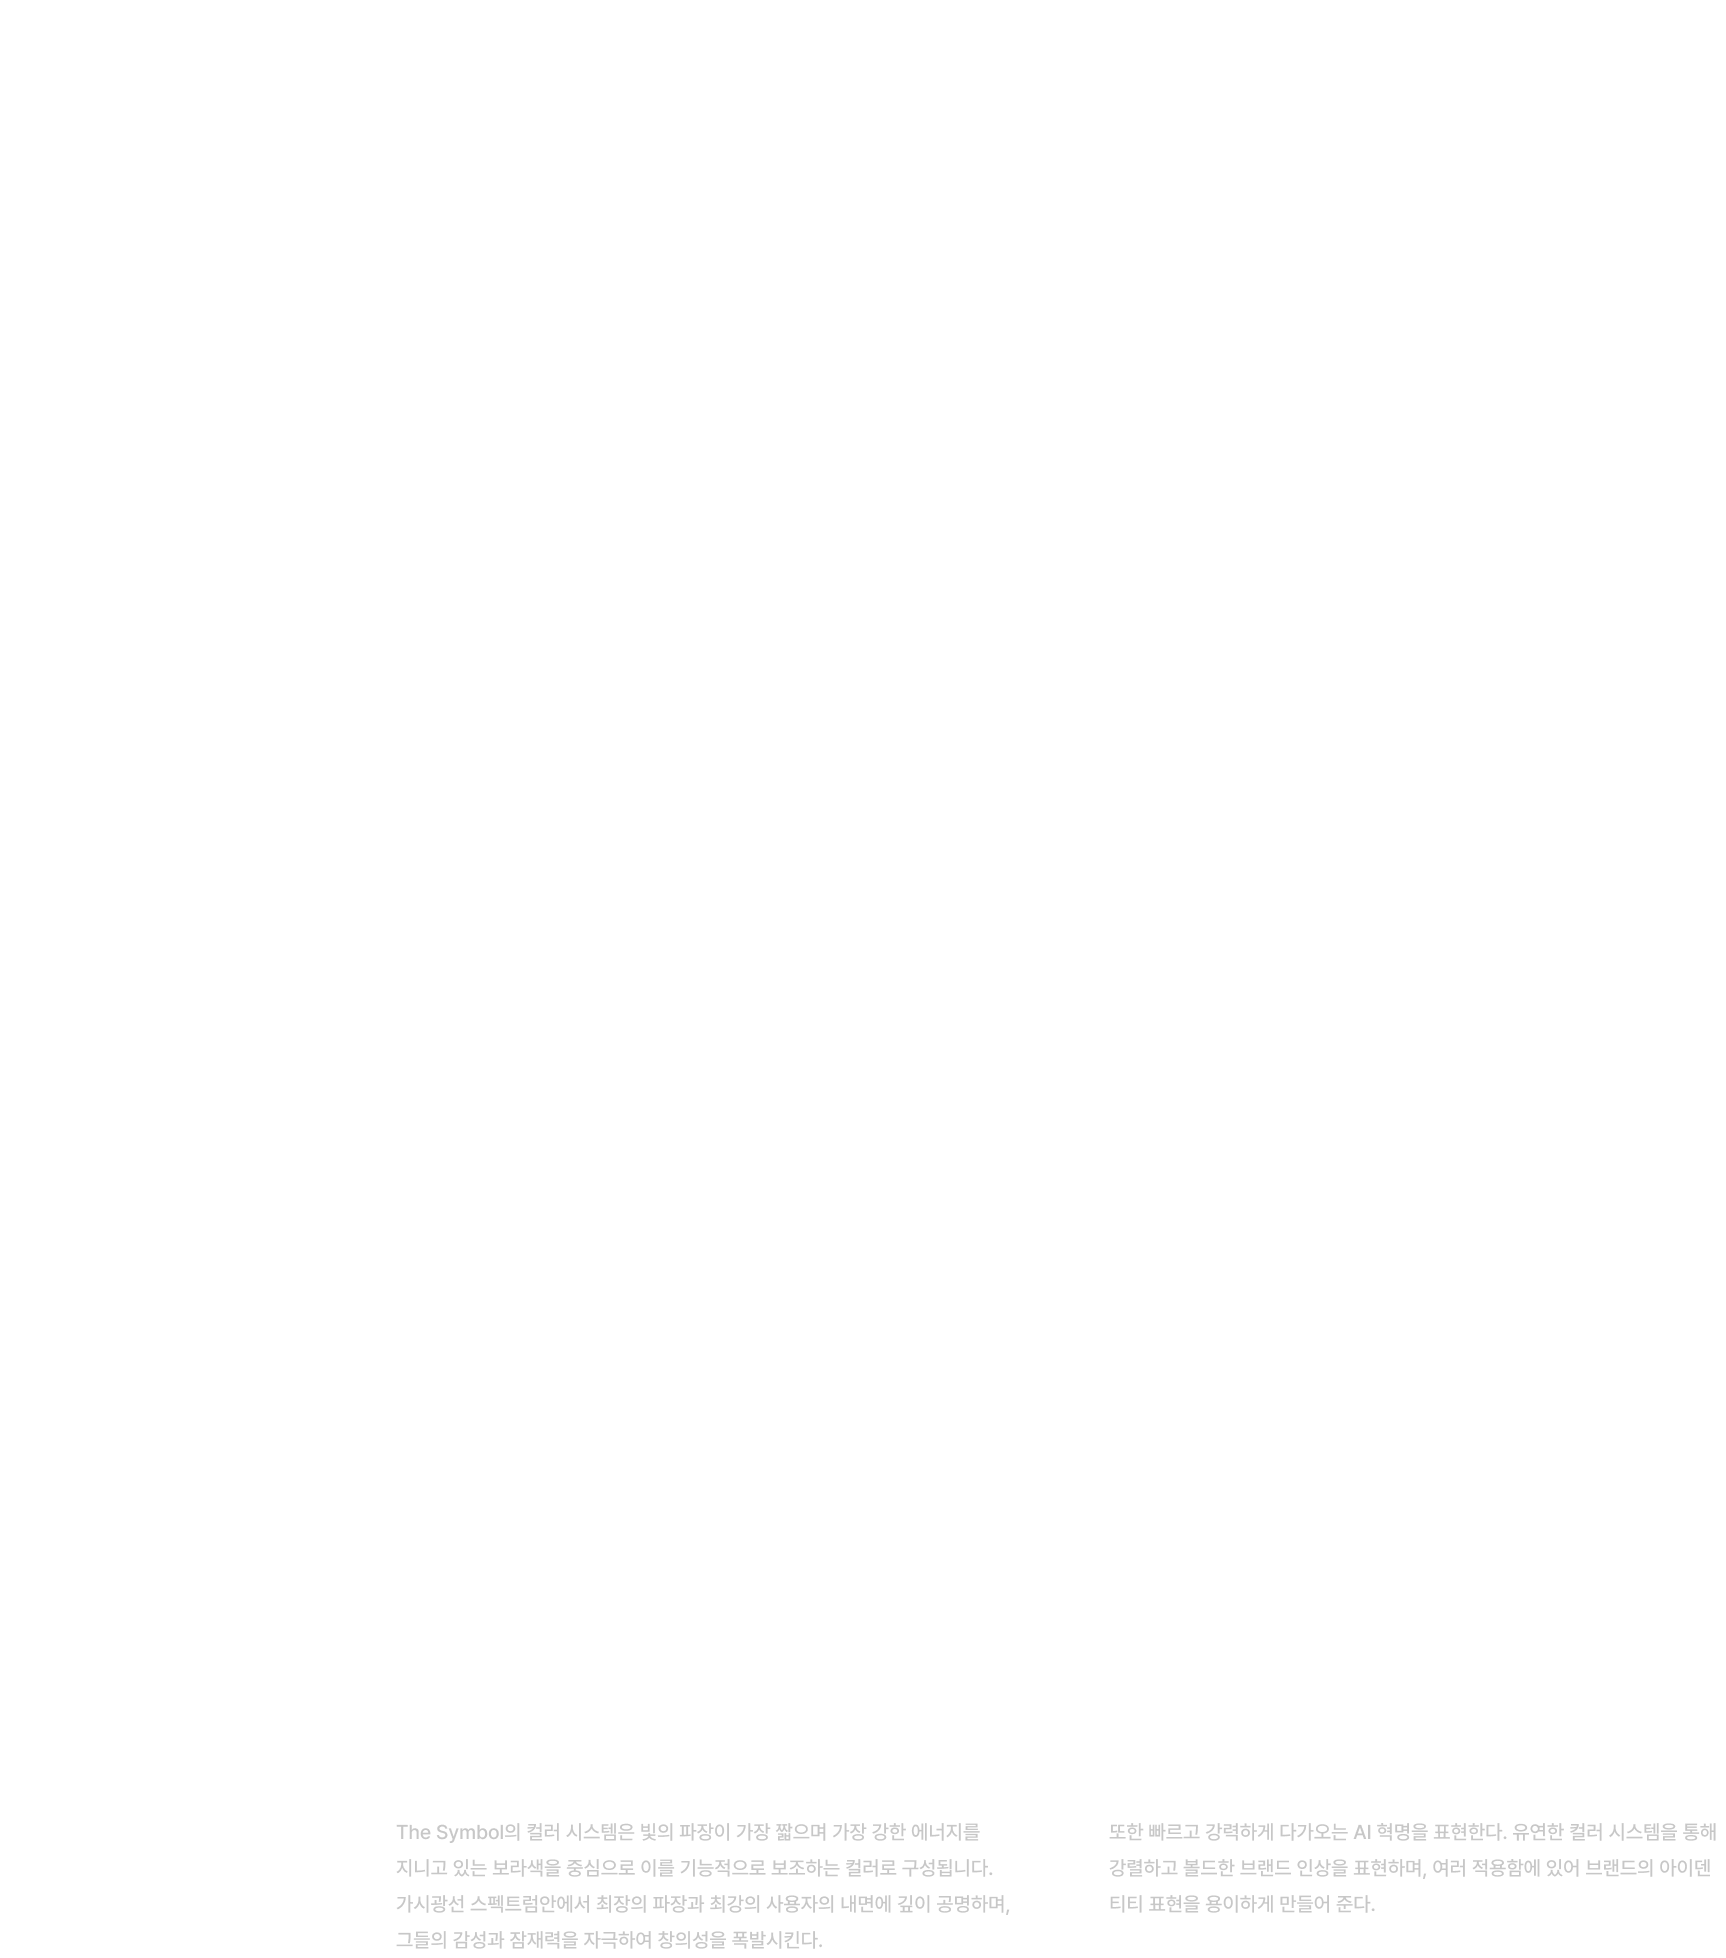 The Symbol의 컬러 시스템은 빛의 파장이 가장 짧으며 가장 강한 에너지를
지니고 있는 보라색을 중심으로 이를 기능적으로 보조하는 컬러로 구성됩니다.
가시광선 스펙트럼안에서 최장의 파장과 최강의 사용자의 내면에 깊이 공명하며,
그들의 감성과 잠재력을 자극하여 창의성을 폭발시킨다.
또한 빠르고 강력하게 다가오는 AI 혁명을 표현한다. 유연한 컬러 시스템을 통해
강렬하고 볼드한 브랜드 인상을 표현하며, 여러 적용함에 있어 브랜드의 아이덴
티티 표현을 용이하게 만들어 준다.